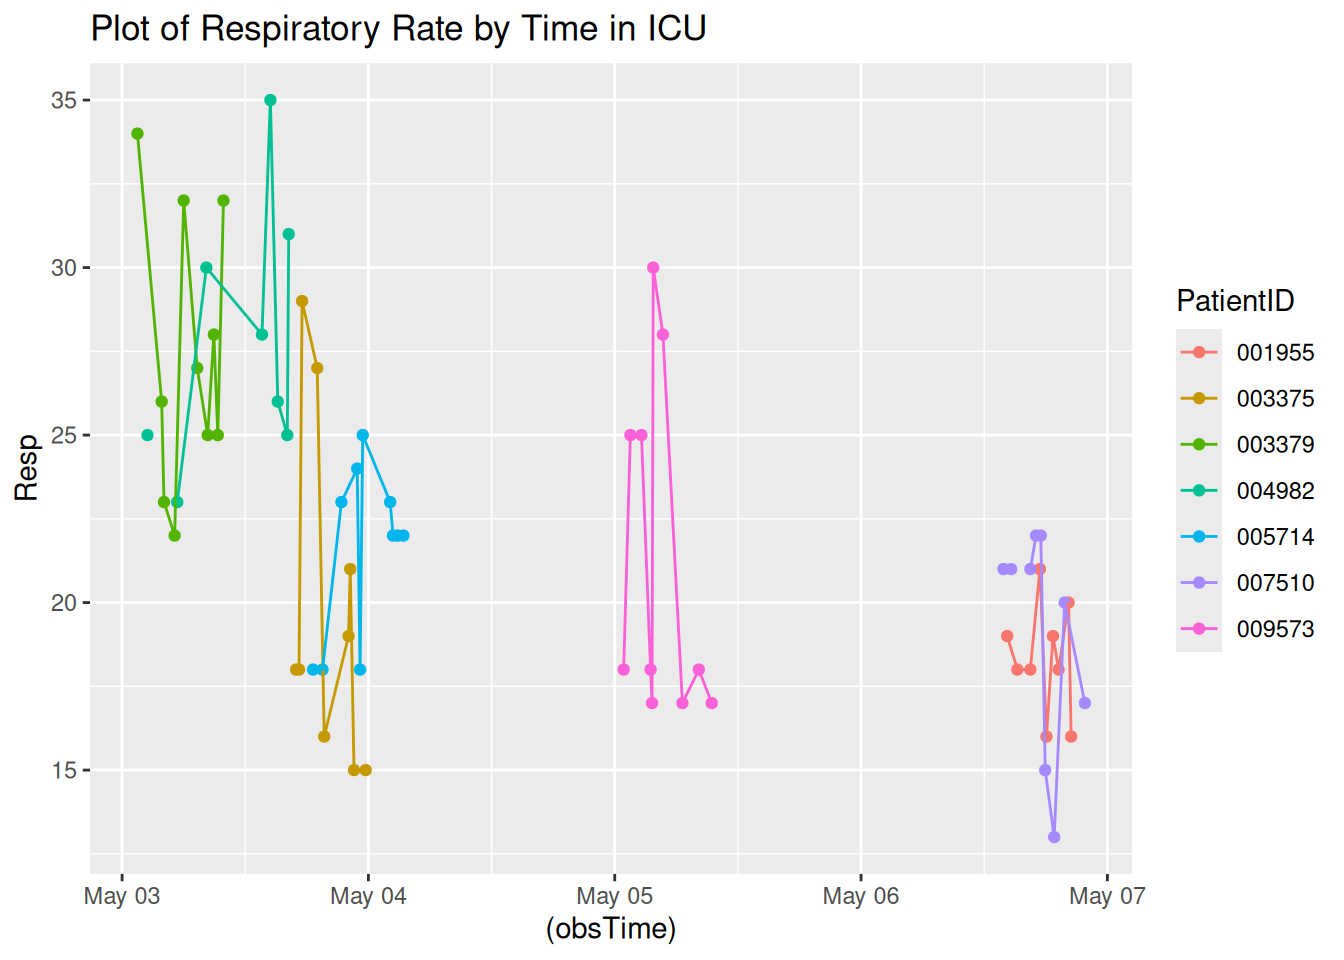 Plot of Respiratory Rate by Time in ICU
35
30
25
20
15
Resp
May 03
May 04
May 05
May 06
May 07
(obsTime)
PatientID
001955
003375
003379
004982
005714
007510
009573